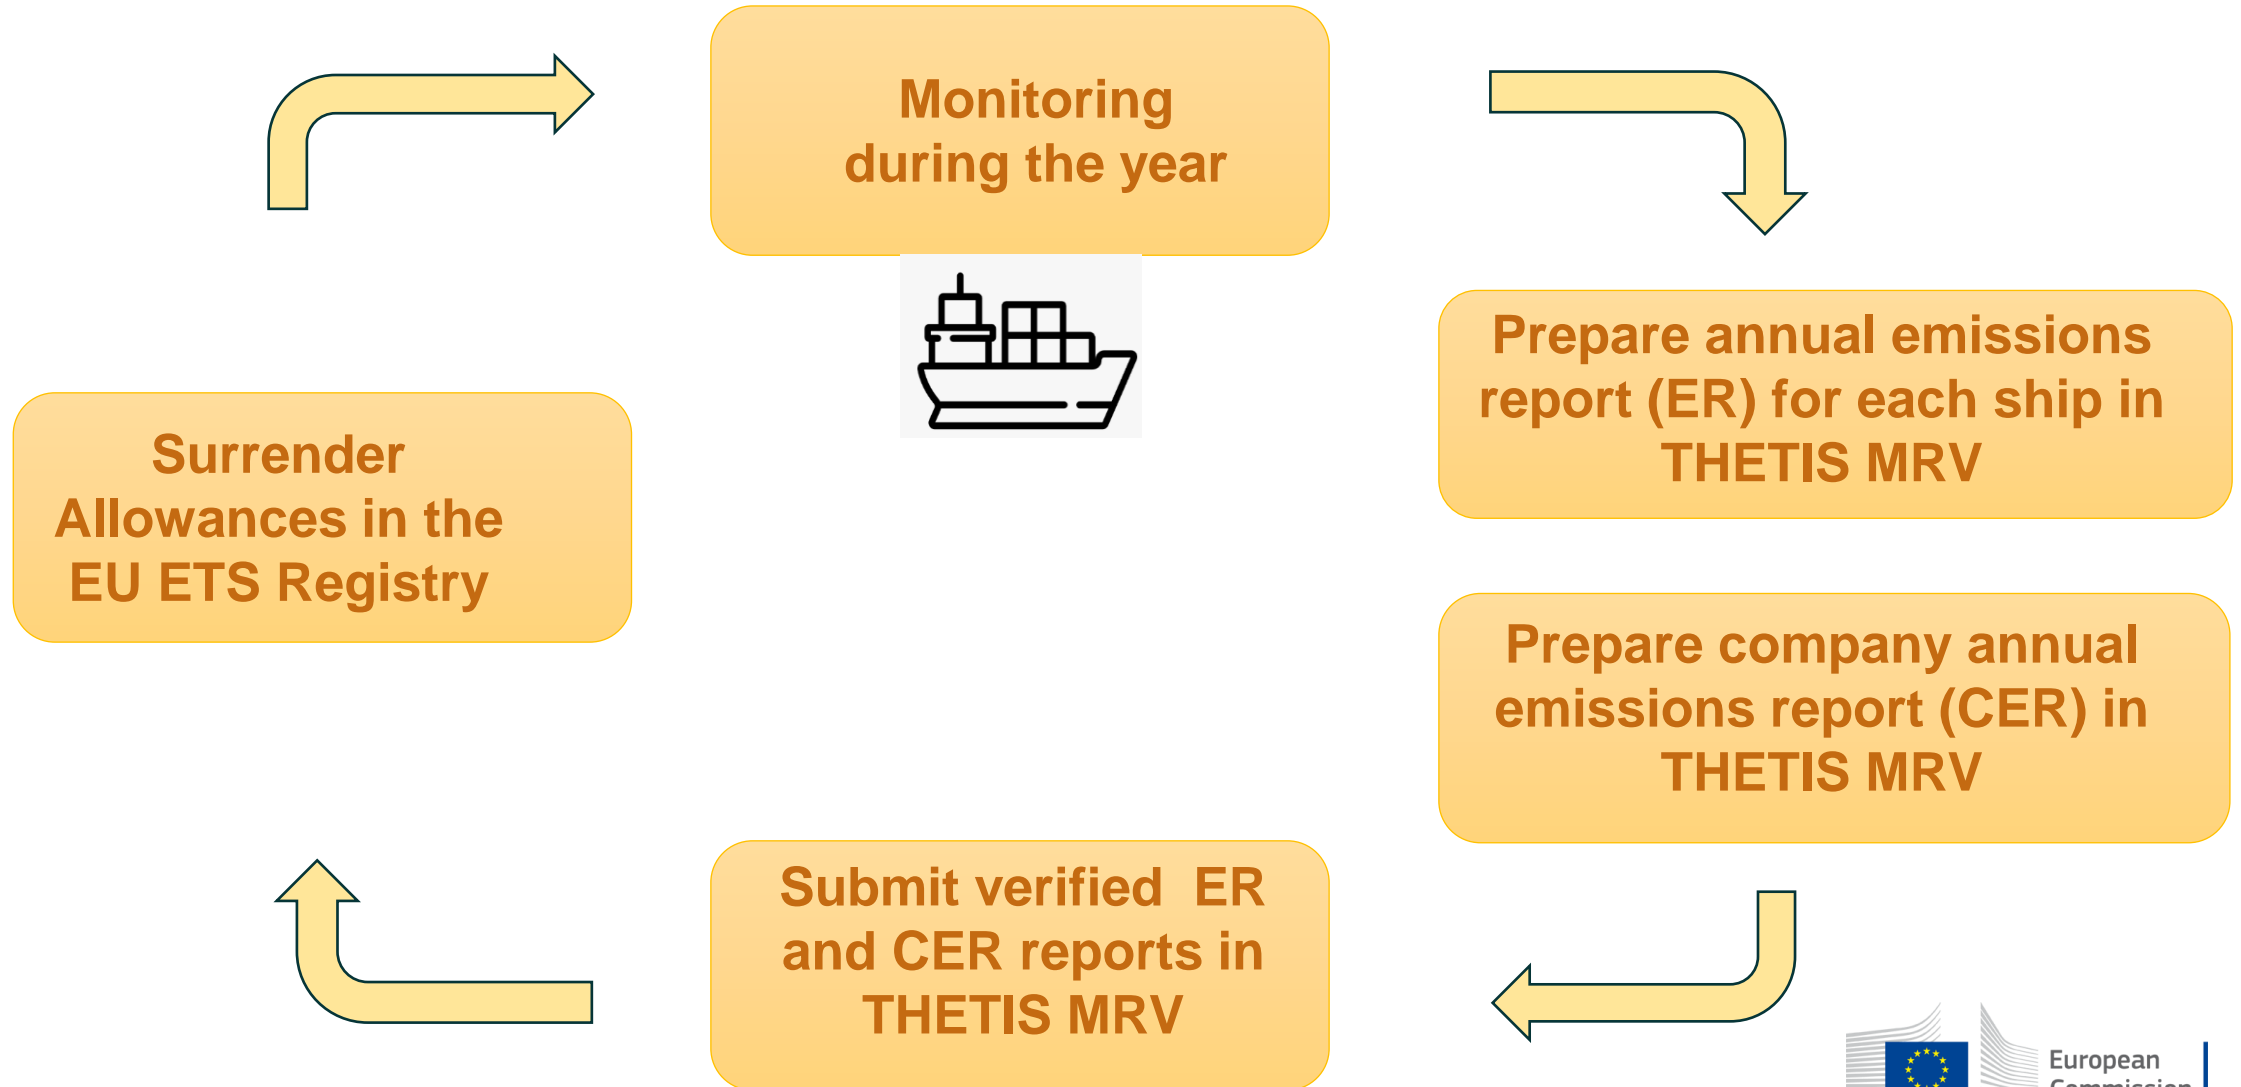 Monitoring
during the year
Prepare annual emissions
report (ER) for each ship in
THETIS MRV
Prepare company annual
emissions report (CER) in
THETIS MRV
Submit verified  ER
and CER reports in
THETIS MRV
Surrender
Allowances in the
EU ETS Registry
European
Commission